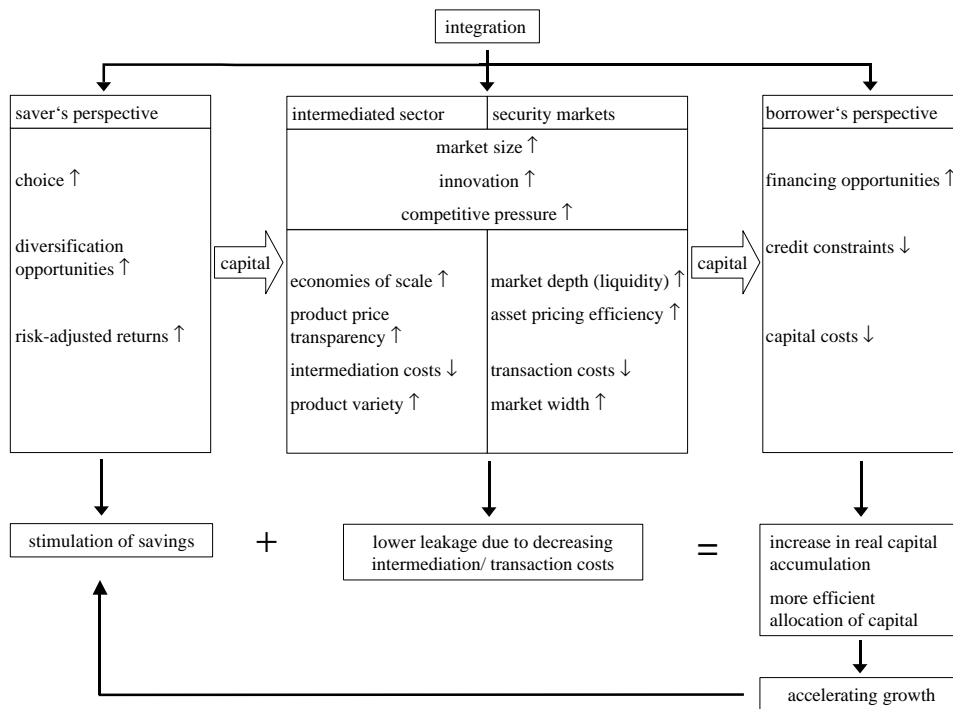 integration
saver‘s perspective
choice ↑
diversification
opportunities ↑
risk-adjusted returns ↑
capital
intermediated sector
security markets
market size ↑
innovation ↑
competitive pressure ↑
economies of scale ↑
product price
transparency ↑
intermediation costs ↓
product variety ↑
market depth (liquidity) ↑
asset pricing efficiency ↑
transaction costs ↓
market width ↑
capital
borrower‘s perspective
financing opportunities ↑
credit constraints ↓
capital costs ↓
stimulation of savings
+
lower leakage due to decreasing
intermediation/ transaction costs
=
increase in real capital
accumulation
more efficient
allocation of capital
accelerating growth